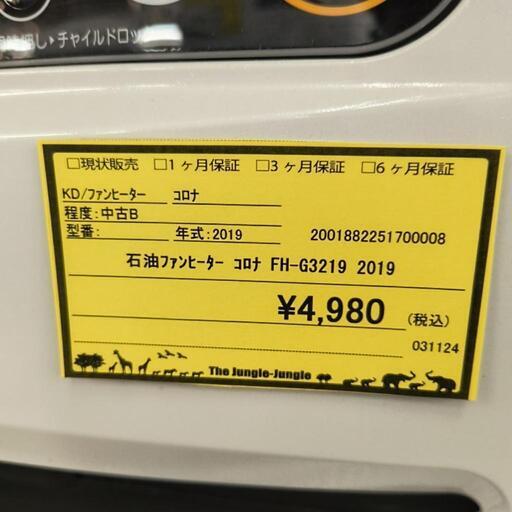 押し▶チャイルドロック
□現状販売 □1ヶ月保証 □3ヶ月保証 □6ヶ月保証
KD/ファンヒーター コロナ
程度:中古B
型番: 年式:2019 2001882251700008
石油ファンヒーター コロナ FH-G3219 2019
¥4,980 (税込)
031124
The Jungle-Jungle